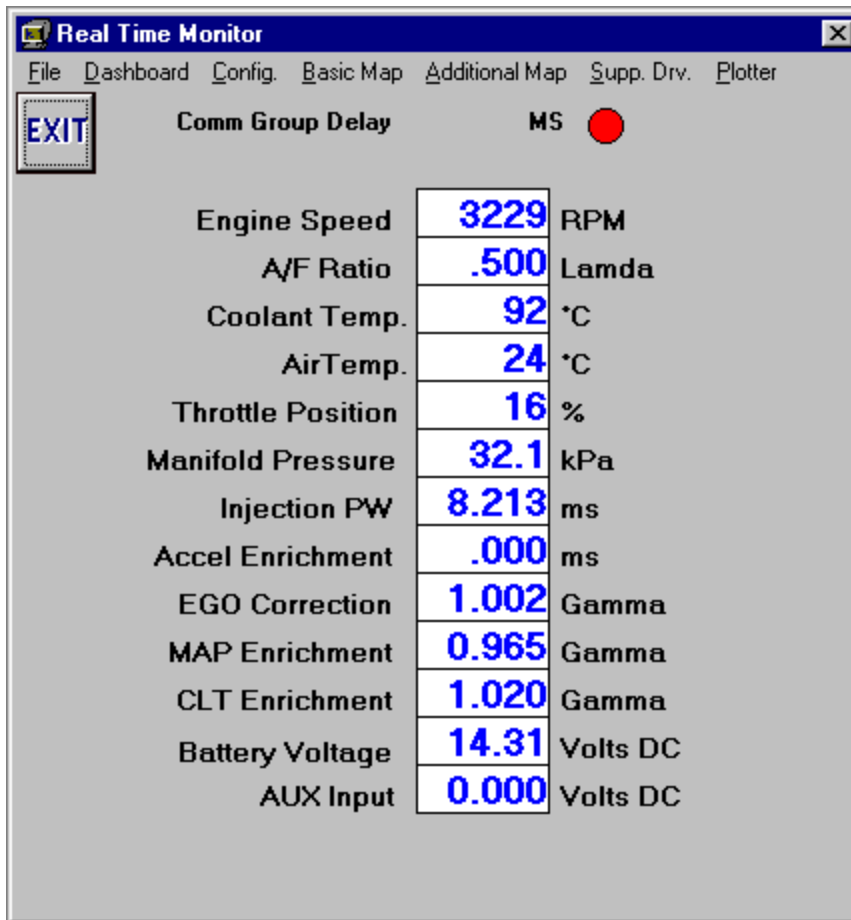 Real Time Monitor
File Dashboard Config. Basic Map Additional Map Supp. Drv. Plotter
EXIT Comm Group Delay MS
Engine Speed 3229 RPM
A/F Ratio .500 Lamda
Coolant Temp. 92 °C
AirTemp. 24 °C
Throttle Position 16 %
Manifold Pressure 32.1 kPa
Injection PW 8.213 ms
Accel Enrichment .000 ms
EGO Correction 1.002 Gamma
MAP Enrichment 0.965 Gamma
CLT Enrichment 1.020 Gamma
Battery Voltage 14.31 Volts DC
AUX Input 0.000 Volts DC